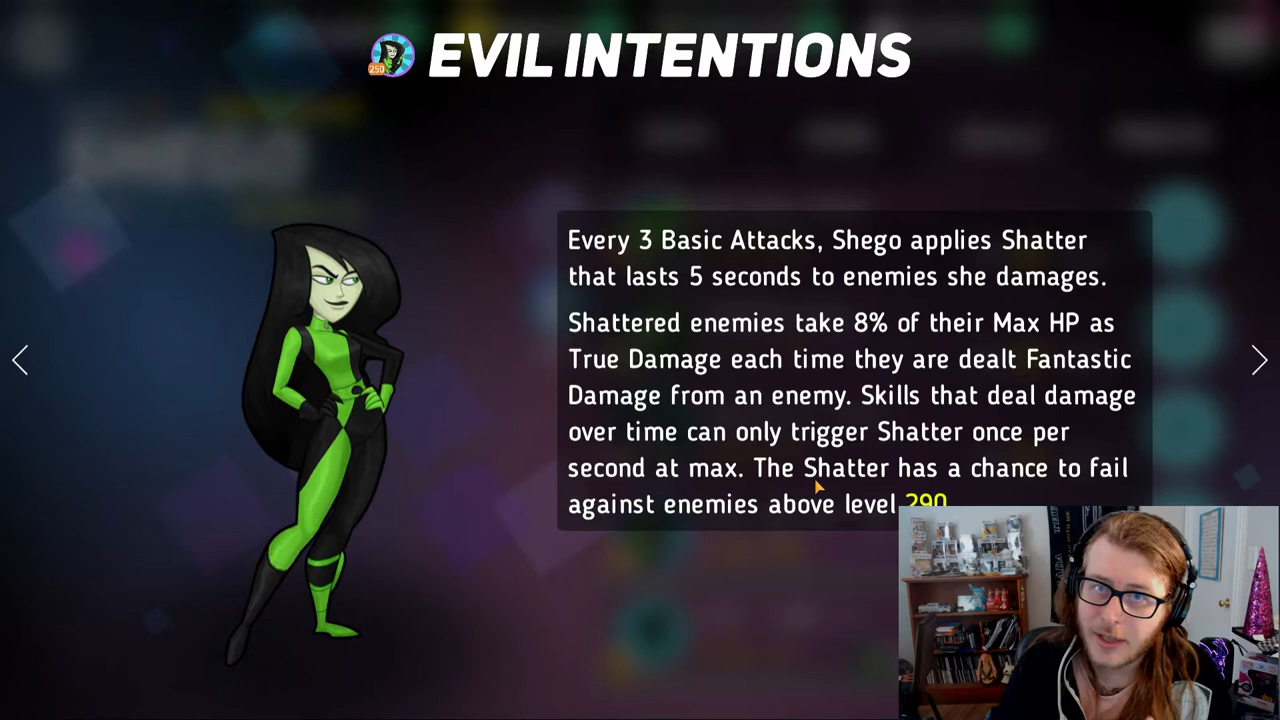 250
EVIL INTENTIONS
Every 3 Basic Attacks, Shego applies Shatter
that lasts 5 seconds to enemies she damages.
Shattered enemies take 8% of their Max HP as
True Damage each time they are dealt Fantastic
Damage from an enemy. Skills that deal damage
over time can only trigger Shatter once per
second at max. The Shatter has a chance to fail
against enemies above level 290